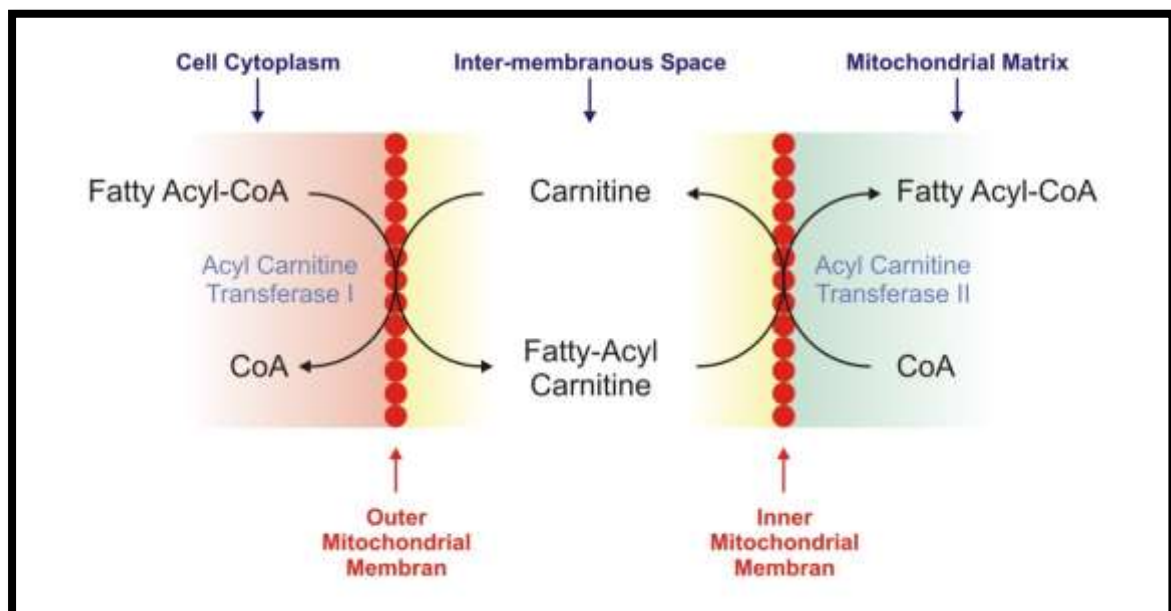 Cell Cytoplasm
Inter-membranous Space
Mitochondrial Matrix
Fatty Acyl-CoA
Carnitine
Fatty Acyl-CoA
Acyl Carnitine
Transferase I
Acyl Carnitine
Transferase II
CoA
Fatty-Acyl
Carnitine
CoA
Outer
Mitochondrial
Membran
Inner
Mitochondrial
Membran